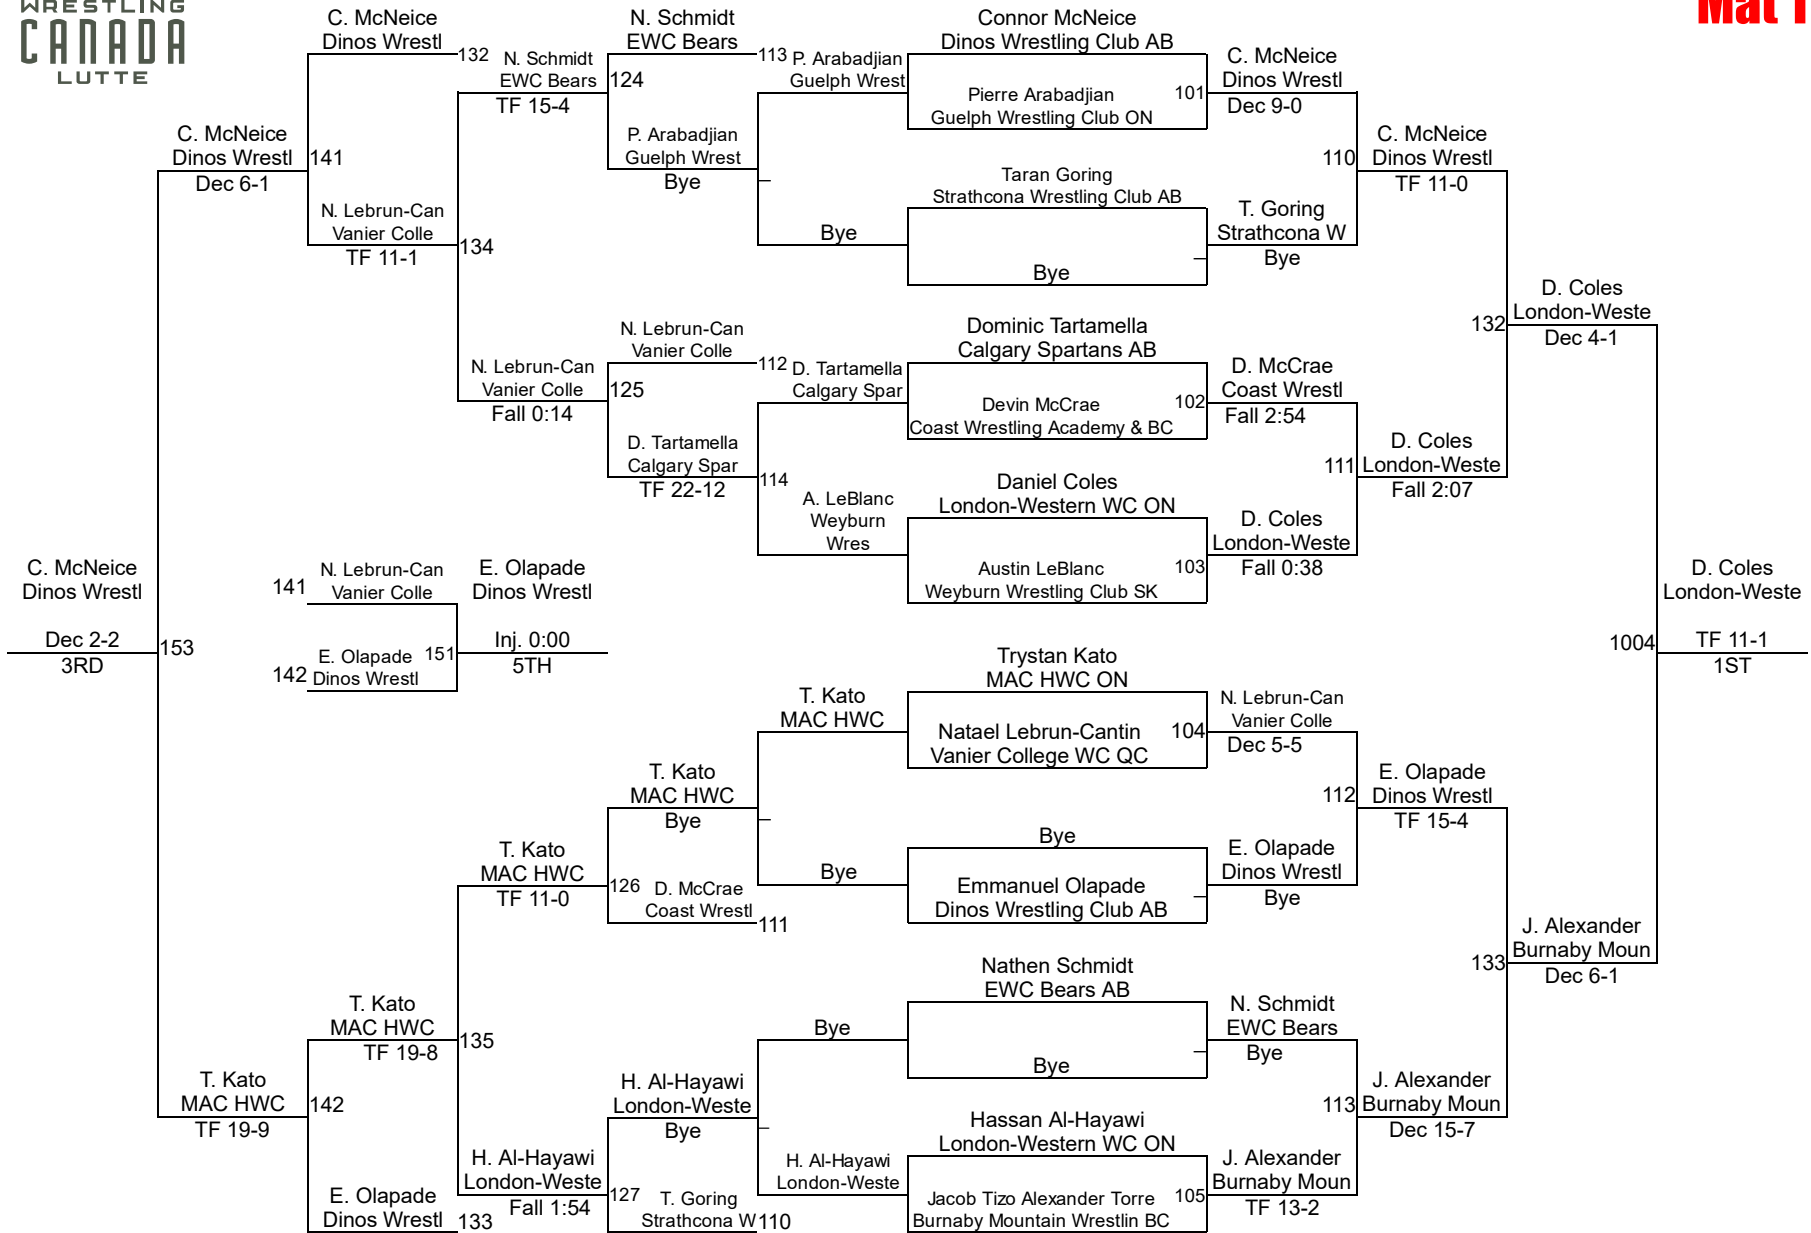 WRESTLING
CANADA
LUTTE
Mat 1
C. McNeice
Dinos Wrestl
132
N. Schmidt
EWC Bears
TF 15-4
N. Schmidt
EWC Bears
113
124
P. Arabadjian
Guelph Wrest
Connor McNeice
Dinos Wrestling Club AB
Pierre Arabadjian
Guelph Wrestling Club ON
101
C. McNeice
Dinos Wrestl
Dec 9-0
C. McNeice
Dinos Wrestl
Dec 6-1
141
P. Arabadjian
Guelph Wrest
Bye
110
C. McNeice
Dinos Wrestl
TF 11-0
Taran Goring
Strathcona Wrestling Club AB
N. Lebrun-Can
Vanier Colle
TF 11-1
134
Bye
Bye
T. Goring
Strathcona W
Bye
D. Coles
London-Weste
Dec 4-1
132
N. Lebrun-Can
Vanier Colle
112
Dominic Tartamella
Calgary Spartans AB
N. Lebrun-Can
Vanier Colle
Fall 0:14
125
D. Tartamella
Calgary Spar
Devin McCrae
Coast Wrestling Academy & BC
102
D. McCrae
Coast Wrestl
Fall 2:54
D. Tartamella
Calgary Spar
TF 22-12
114
111
D. Coles
London-Weste
Fall 2:07
A. LeBlanc
Weyburn
Wres
Daniel Coles
London-Western WC ON
Austin LeBlanc
Weyburn Wrestling Club SK
103
D. Coles
London-Weste
Fall 0:38
C. McNeice
Dinos Wrestl
Dec 2-2
3RD
153
141
N. Lebrun-Can
Vanier Colle
E. Olapade
Dinos Wrestl
142
E. Olapade
Dinos Wrestl
151
Inj. 0:00
5TH
D. Coles
London-Weste
1004
TF 11-1
1ST
Trystan Kato
MAC HWC ON
T. Kato
MAC HWC
Natael Lebrun-Cantin
Vanier College WC QC
104
N. Lebrun-Can
Vanier Colle
Dec 5-5
T. Kato
MAC HWC
Bye
112
E. Olapade
Dinos Wrestl
TF 15-4
T. Kato
MAC HWC
TF 11-0
126
D. McCrae
Coast Wrestl
111
Bye
Bye
Emmanuel Olapade
Dinos Wrestling Club AB
E. Olapade
Dinos Wrestl
Bye
133
J. Alexander
Burnaby Moun
Dec 6-1
Nathen Schmidt
EWC Bears AB
T. Kato
MAC HWC
TF 19-8
135
Bye
Bye
N. Schmidt
EWC Bears
Bye
T. Kato
MAC HWC
TF 19-9
142
H. Al-Hayawi
London-Weste
Bye
113
J. Alexander
Burnaby Moun
Dec 15-7
Hassan Al-Hayawi
London-Western WC ON
H. Al-Hayawi
London-Weste
Fall 1:54
H. Al-Hayawi
London-Weste
J. Alexander
Burnaby Moun
TF 13-2
E. Olapade
Dinos Wrestl
133
127
T. Goring
Strathcona W
110
Jacob Tizo Alexander Torre
Burnaby Mountain Wrestlin BC
105